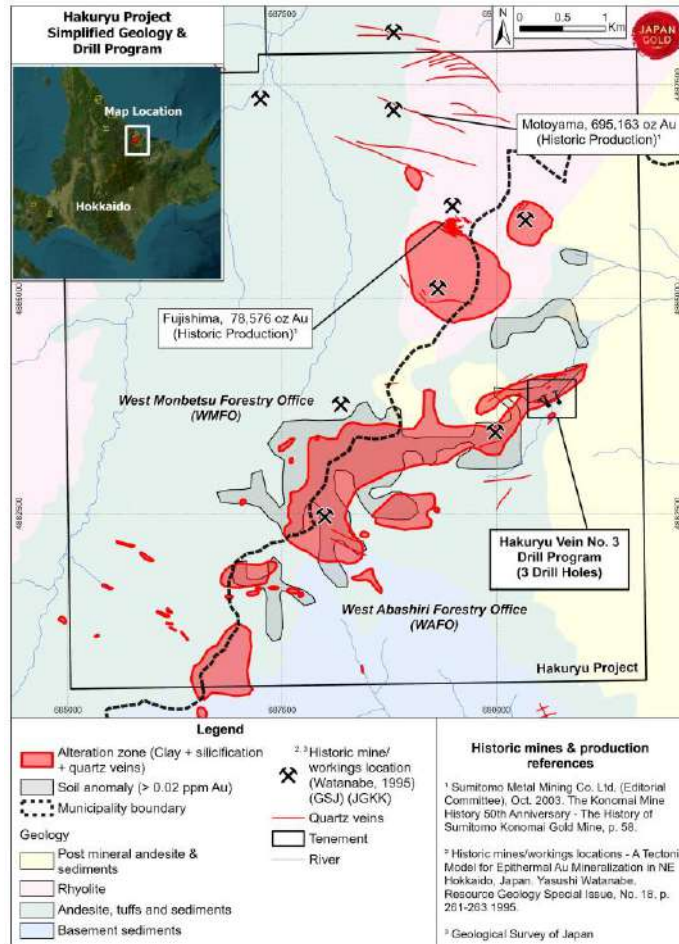 Hakuryu Project
Simplified Geology &
Drill Program
Map Location
Hokkaido
687500
N
0 0.5 1
Km
JAPAN
GOLD
Motoyama, 695,163 oz Au
(Historic Production)¹
Fujishima, 78,576 oz Au
(Historic Production)¹
West Monbetsu Forestry Office
(WMFO)
4882500
4882500
Hakuryu Vein No. 3
Drill Program
(3 Drill Holes)
West Abashiri Forestry Office
(WAFO)
Hakuryu Project
685000
687500
690000
Legend
Alteration zone (Clay + silicification
+ quartz veins)
Soil anomaly (> 0.02 ppm Au)
Municipality boundary
Geology
Post mineral andesite &
sediments
Rhyolite
Andesite, tuffs and sediments
Basement sediments
2, 3 Historic mine/
workings location
(Watanabe, 1995)
(GSJ) (JGKK)
Quartz veins
Tenement
River
Historic mines & production
references
¹ Sumitomo Metal Mining Co. Ltd. (Editorial
Committee), Oct. 2003. The Konomai Mine
History 50th Anniversary - The History of
Sumitomo Konomai Gold Mine, p. 58.
² Historic mines/workings locations - A Tectonic
Model for Epithermal Au Mineralization in NE
Hokkaido, Japan, Yasushi Watanabe,
Resource Geology Special Issue, No. 18, p.
261-263 1995.
³ Geological Survey of Japan